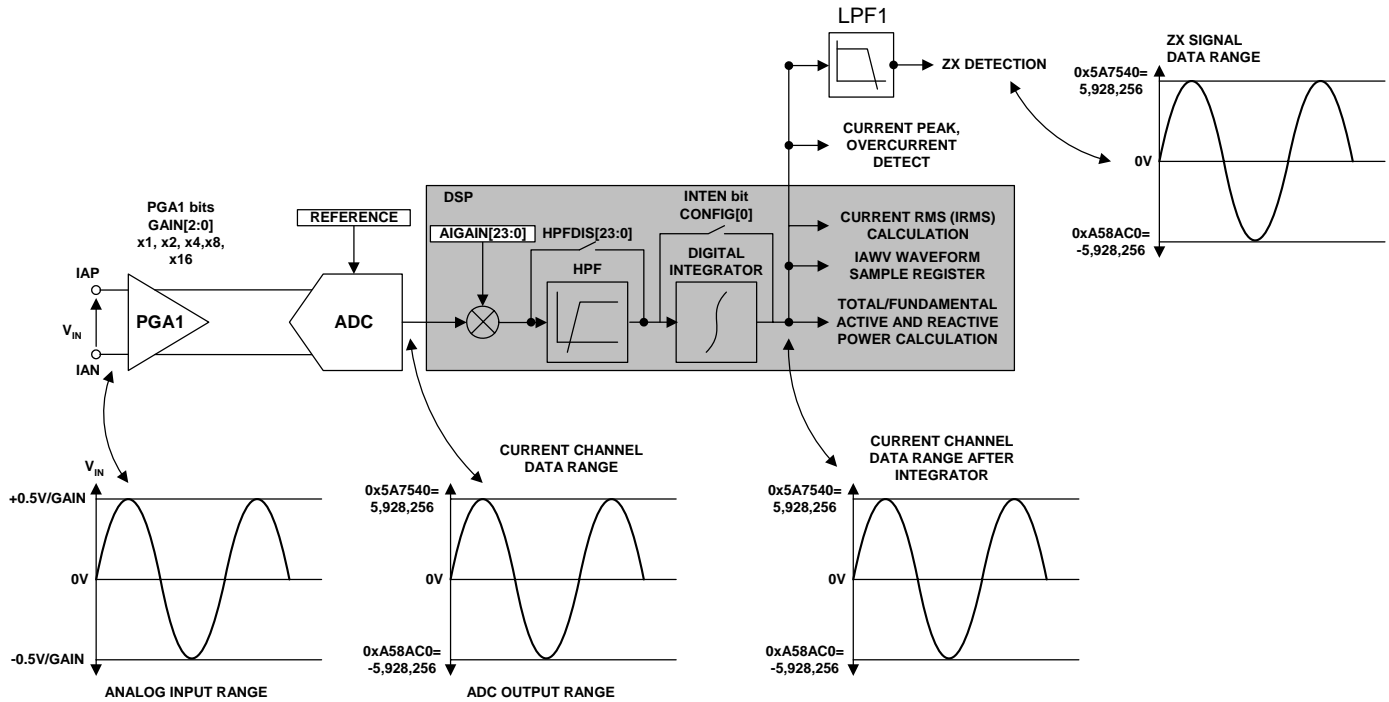 LPF1
ZX DETECTION
ZX SIGNAL
DATA RANGE
0x5A7540=
5,928,256
0V
0xA58AC0=
-5,928,256
CURRENT PEAK,
OVERCURRENT
DETECT
PGA1 bits
GAIN[2:0]
x1, x2, x4,x8,
x16
IAP
V_IN
IAN
PGA1
REFERENCE
ADC
DSP
AIGAIN[23:0]
HPFDIS[23:0]
HPF
INTEN bit
CONFIG[0]
DIGITAL
INTEGRATOR
CURRENT RMS (IRMS)
CALCULATION
IAWV WAVEFORM
SAMPLE REGISTER
TOTAL/FUNDAMENTAL
ACTIVE AND REACTIVE
POWER CALCULATION
V_IN
+0.5V/GAIN
0V
-0.5V/GAIN
ANALOG INPUT RANGE
CURRENT CHANNEL
DATA RANGE
0x5A7540=
5,928,256
0V
0xA58AC0=
-5,928,256
ADC OUTPUT RANGE
CURRENT CHANNEL
DATA RANGE AFTER
INTEGRATOR
0x5A7540=
5,928,256
0V
0xA58AC0=
-5,928,256